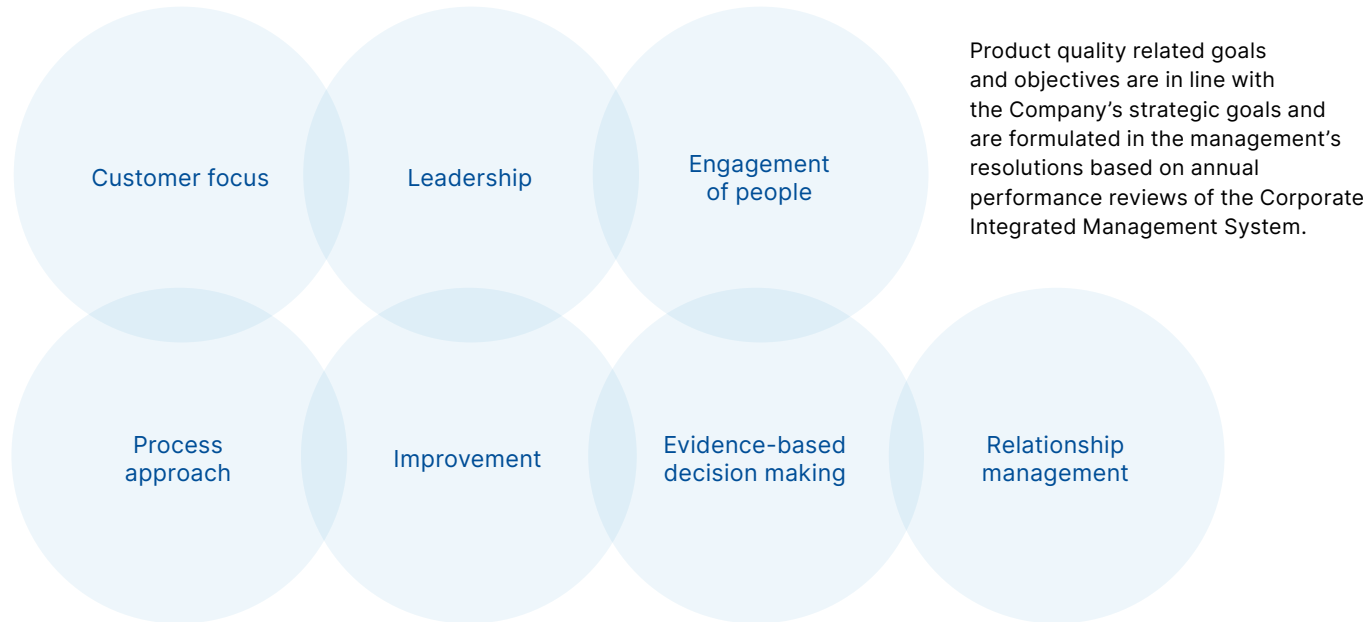 Customer focus
Leadership
Engagement
of people
Product quality related goals
and objectives are in line with
the Company’s strategic goals and
are formulated in the management’s
resolutions based on annual
performance reviews of the Corporate
Integrated Management System.
Process
approach
Improvement
Evidence-based
decision making
Relationship
management